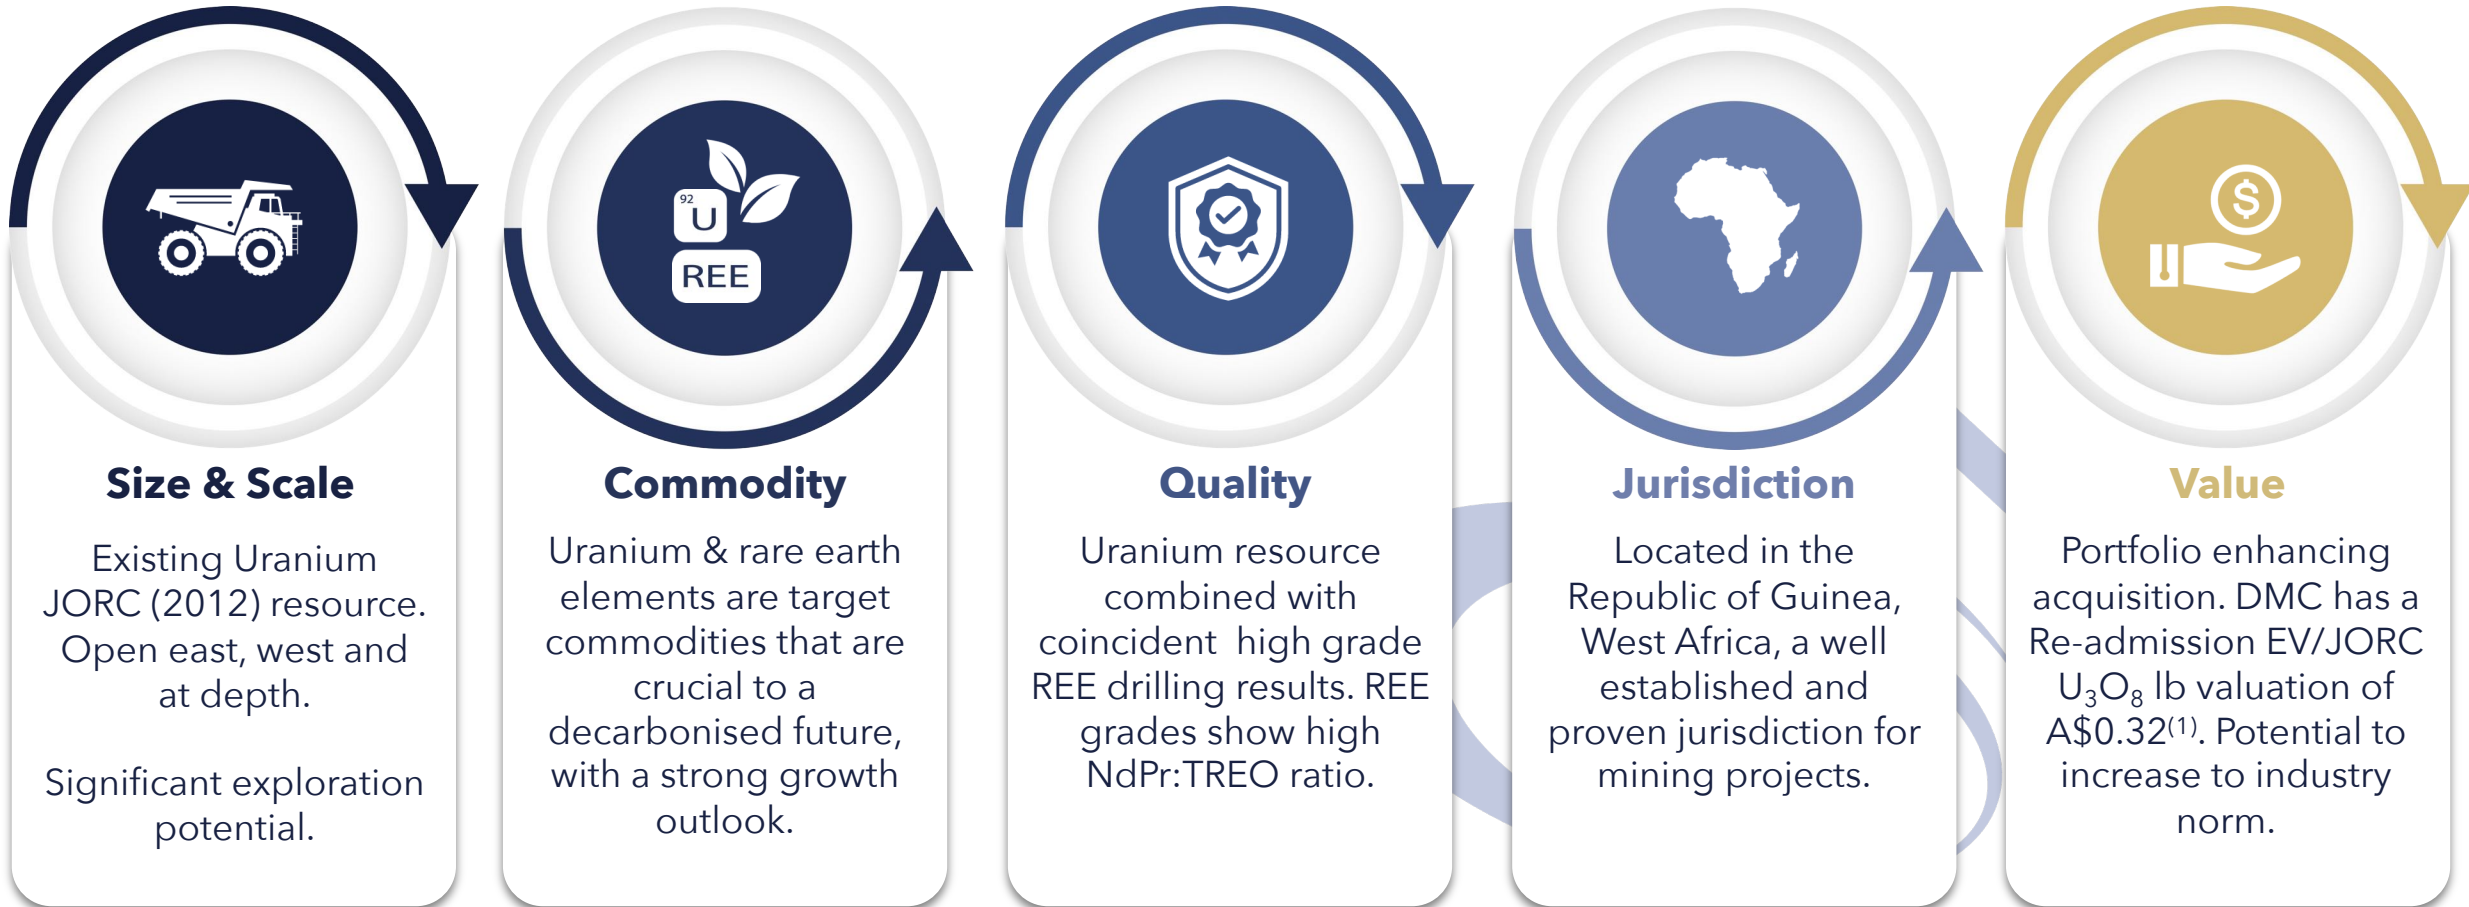 92
U
REE
$
Size & Scale
Existing Uranium
JORC (2012) resource.
Open east, west and
at depth.
Significant exploration
potential.
Commodity
Uranium & rare earth
elements are target
commodities that are
crucial to a
decarbonised future,
with a strong growth
outlook.
Quality
Uranium resource
combined with
coincident  high grade
REE drilling results. REE
grades show high
NdPr:TREO ratio.
Jurisdiction
Located in the
Republic of Guinea,
West Africa, a well
established and
proven jurisdiction for
mining projects.
Value
Portfolio enhancing
acquisition. DMC has a
Re-admission EV/JORC
U₃O₈ lb valuation of
A$0.32⁽¹⁾. Potential to
increase to industry
norm.